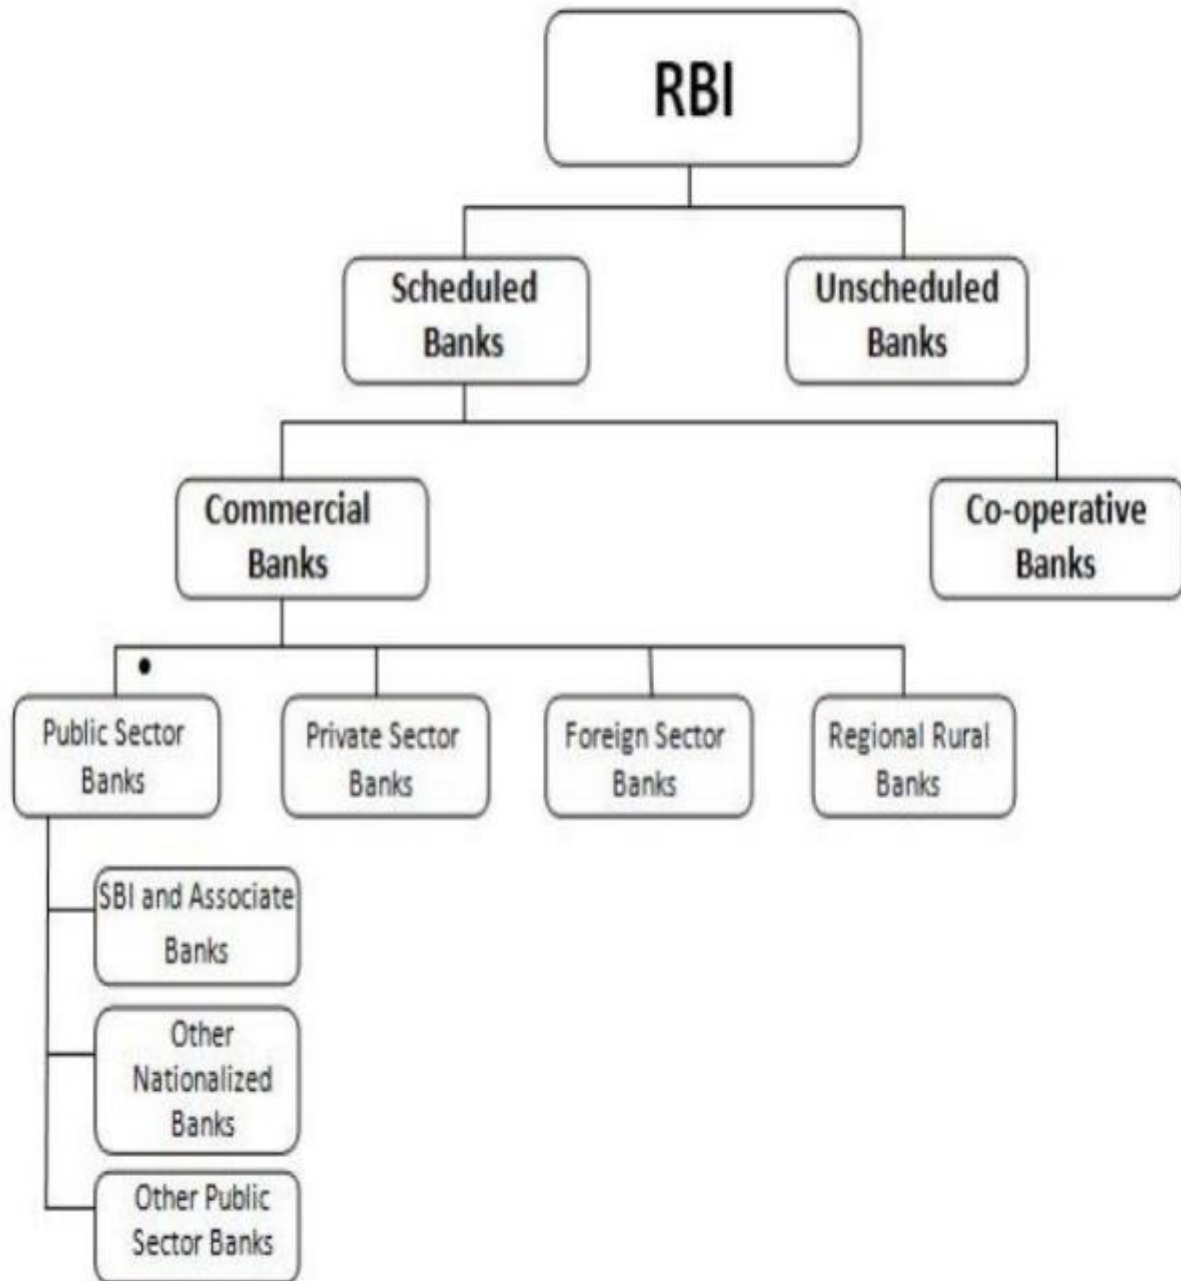 RBI
Scheduled
Banks
Unscheduled
Banks
Commercial
Banks
Co-operative
Banks
Public Sector
Banks
Private Sector
Banks
Foreign Sector
Banks
Regional Rural
Banks
SBI and Associate
Banks
Other
Nationalized
Banks
Other Public
Sector Banks